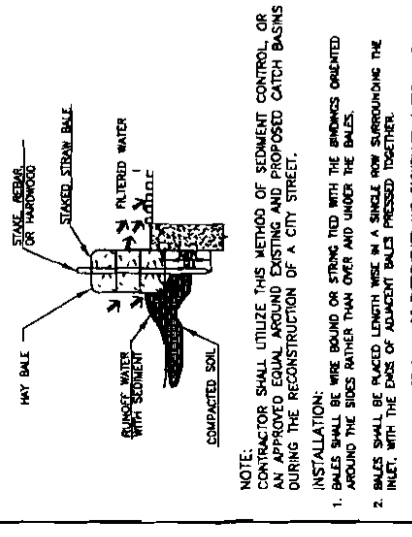 HAY BALE
STAKE REBAR,
OR HARDWOOD
STAKED STRAW BALE
RUNOFF WATER
WITH SEDIMENT
FILTERED WATER
COMPACTED SOIL
NOTE:
CONTRACTOR SHALL UTILIZE THIS METHOD OF SEDIMENT CONTROL, OR
AN APPROVED EQUAL AROUND EXISTING AND PROPOSED CATCH BASINS
DURING THE RECONSTRUCTION OF A CITY STREET.
INSTALLATION:
1. BALES SHALL BE WIRE BOUND OR STRING TIED WITH THE BINDINGS ORIENTED
AROUND THE SIDES RATHER THAN OVER AND UNDER THE BALES.
2. BALES SHALL BE PLACED LENGTH WISE IN A SINGLE ROW SURROUNDING THE
INLET, WITH THE ENDS OF ADJACENT BALES PRESSED TOGETHER.